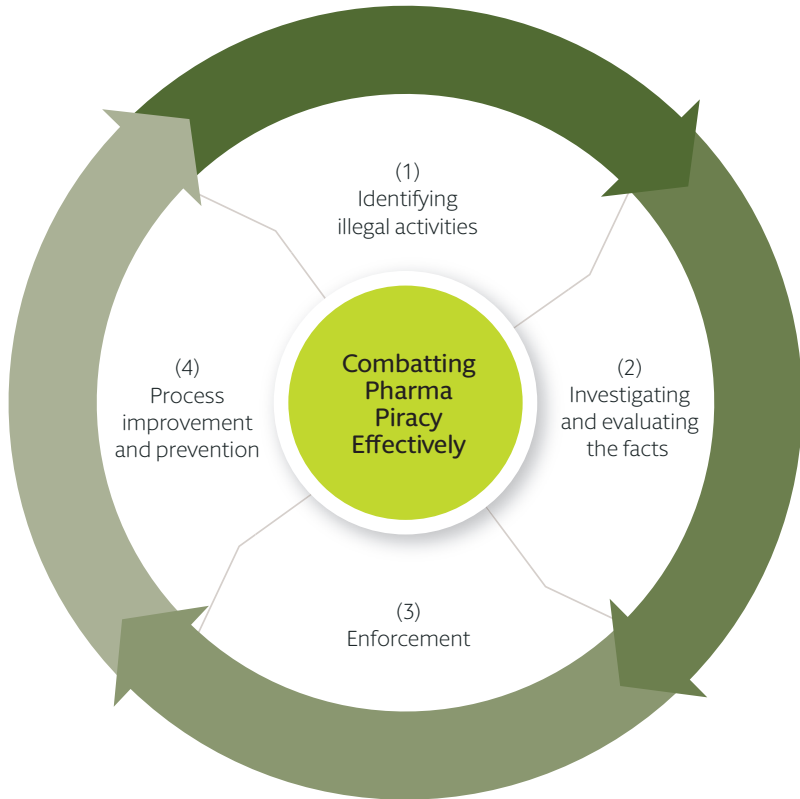 (1)
Identifying
illegal activities
Combatting
Pharma
Piracy
Effectively
(2)
Investigating
and evaluating
the facts
(3)
Enforcement
(4)
Process
improvement
and prevention